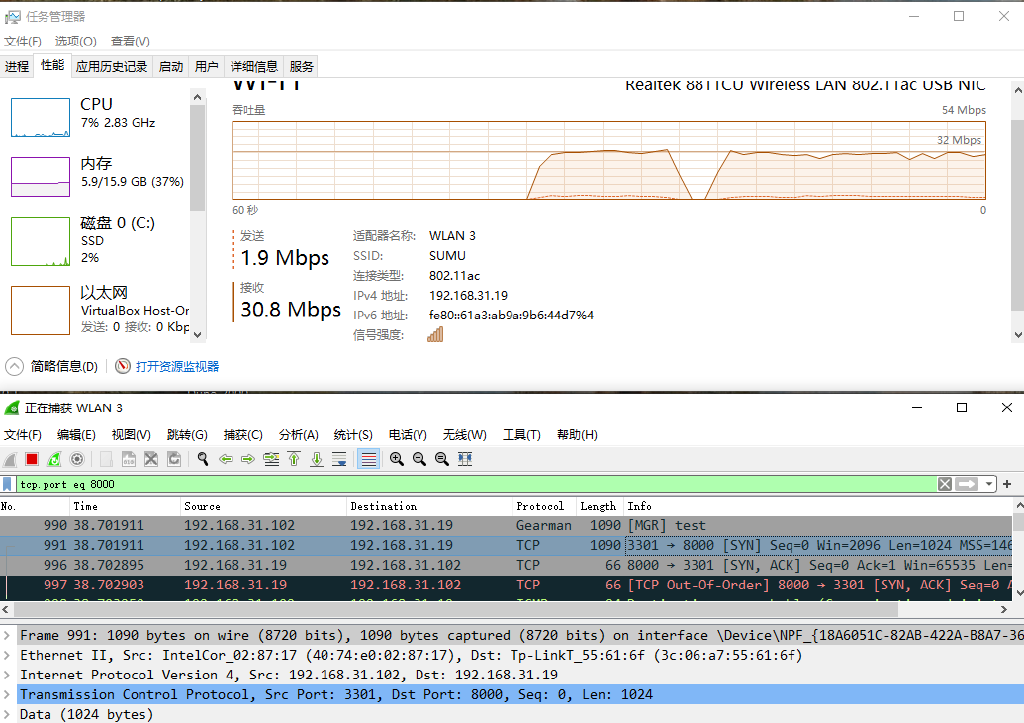 任务管理器
文件(F) 选项(O) 查看(V)
进程 性能 应用历史记录 启动 用户 详细信息 服务
CPU
7% 2.83 GHz
内存
5.9/15.9 GB (37%)
磁盘 0 (C:)
SSD
2%
以太网
VirtualBox Host-Or
发送: 0 接收: 0 Kbp
Wi-Fi Realtek 8811CU Wireless LAN 802.11ac USB NIC
吞吐量 54 Mbps
32 Mbps
60 秒 0
发送
1.9 Mbps
接收
30.8 Mbps
适配器名称: WLAN 3
SSID: SUMU
连接类型: 802.11ac
IPv4 地址: 192.168.31.19
IPv6 地址: fe80::61a3:ab9a:9b6:44d7%4
信号强度:
简略信息(D) 打开资源监视器
正在捕获 WLAN 3
文件(F) 编辑(E) 视图(V) 跳转(G) 捕获(C) 分析(A) 统计(S) 电话(Y) 无线(W) 工具(T) 帮助(H)
tcp.port eq 8000
No. Time Source Destination Protocol Length Info
990 38.701911 192.168.31.102 192.168.31.19 Gearman 1090 [MGR] test
991 38.701911 192.168.31.102 192.168.31.19 TCP 1090 3301 → 8000 [SYN] Seq=0 Win=2096 Len=1024 MSS=146
996 38.702895 192.168.31.102 192.168.31.19 TCP 66 8000 → 3301 [SYN, ACK] Seq=0 Ack=1 Win=65535 Len=
997 38.702903 192.168.31.19 192.168.31.102 TCP 66 [TCP Out-Of-Order] 8000 → 3301 [SYN, ACK] Seq=0 A
Frame 991: 1090 bytes on wire (8720 bits), 1090 bytes captured (8720 bits) on interface \Device\NPF_{18A6051C-82AB-422A-B8A7-36
Ethernet II, Src: IntelCor_02:87:17 (40:74:e0:02:87:17), Dst: Tp-LinkT_55:61:6f (3c:06:a7:55:61:6f)
Internet Protocol Version 4, Src: 192.168.31.102, Dst: 192.168.31.19
Transmission Control Protocol, Src Port: 3301, Dst Port: 8000, Seq: 0, Len: 1024
Data (1024 bytes)